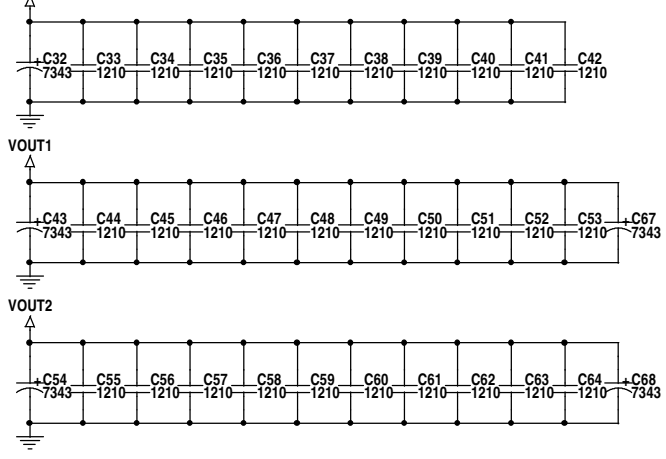 +C32 C33 C34 C35 C36 C37 C38 C39 C40 C41 C42
7343 1210 1210 1210 1210 1210 1210 1210 1210 1210 1210
VOUT1
+C43 C44 C45 C46 C47 C48 C49 C50 C51 C52 C53 +C67
7343 1210 1210 1210 1210 1210 1210 1210 1210 1210 1210 7343
VOUT2
+C54 C55 C56 C57 C58 C59 C60 C61 C62 C63 C64 +C68
7343 1210 1210 1210 1210 1210 1210 1210 1210 1210 1210 7343